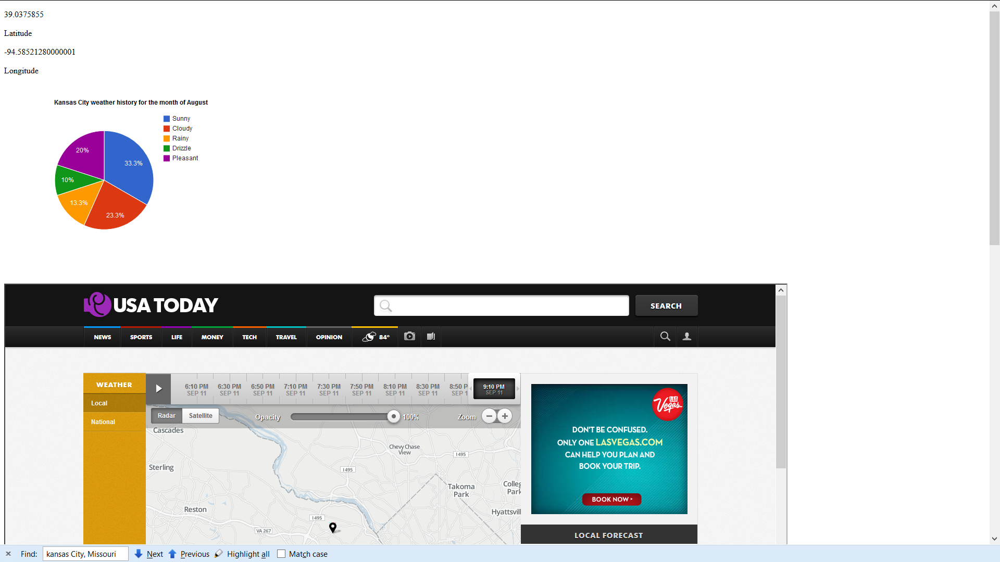 39.0375855
Latitude
-94.58521280000001
Longitude
Kansas City weather history for the month of August
Sunny
Cloudy
Rainy
Drizzle
Pleasant
20%
33.3%
10%
13.3%
23.3%
USA TODAY
SEARCH
NEWS SPORTS LIFE MONEY TECH TRAVEL OPINION 84°
WEATHER
Local
National
6:10 PM 6:30 PM 6:50 PM 7:10 PM 7:30 PM 7:50 PM 8:10 PM 8:30 PM 8:50 P 9:10 PM
SEP 11 SEP 11 SEP 11 SEP 11 SEP 11 SEP 11 SEP 11 SEP 11 SEP 1 SEP 11
Radar Satellite Opacity 100% Zoom
Cascades
Chevy Chase
View
I 495
Sterling
I 495
Takoma
Park
Colleg
Park
Reston
Hyattsvill
I 495
VA 267
LAS
Vegas
DON'T BE CONFUSED.
ONLY ONE LASVEGAS.COM
CAN HELP YOU PLAN AND
BOOK YOUR TRIP.
BOOK NOW
LOCAL FORECAST
Find: kansas City, Missouri Next Previous Highlight all Match case